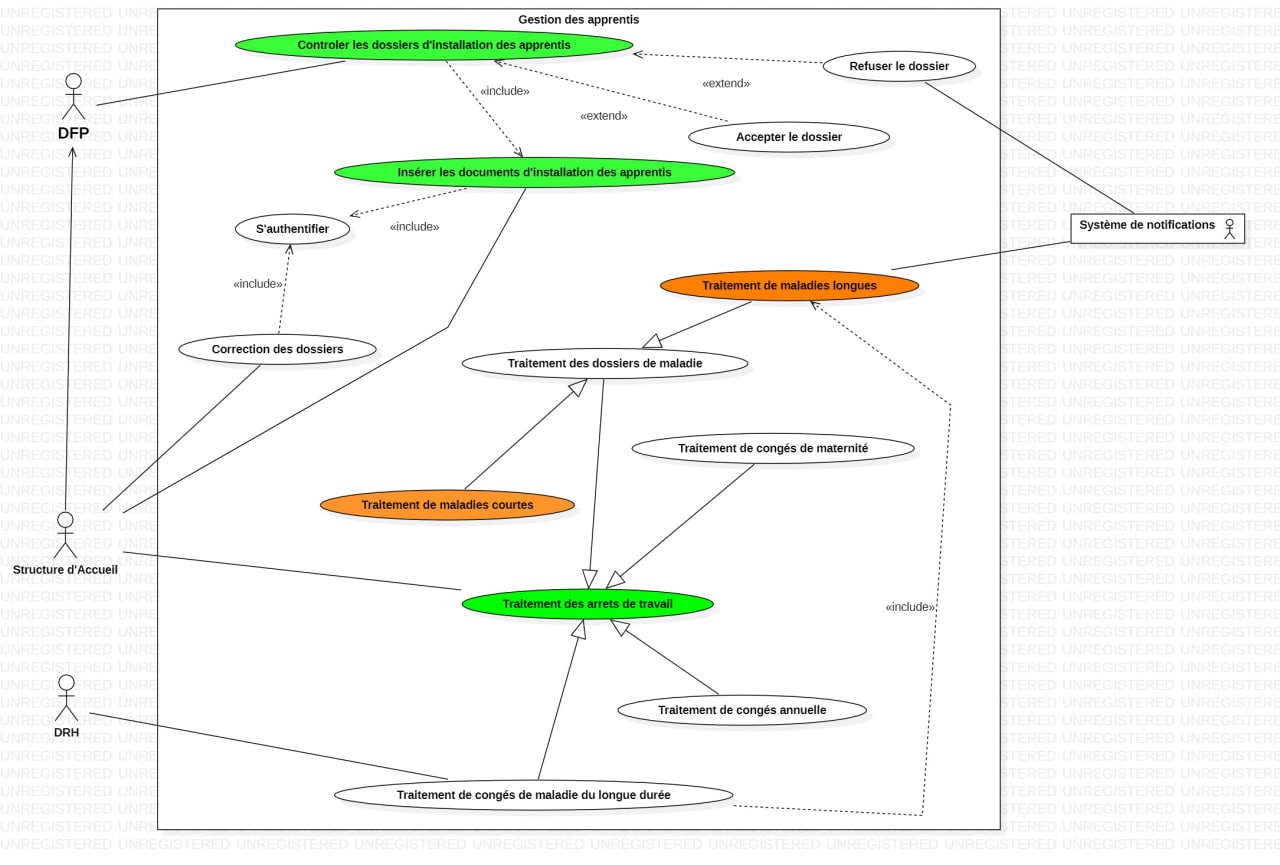 Gestion des apprentis
Controler les dossiers d'installation des apprentis
Refuser le dossier
«extend»
«include»
«extend»
DFP
Accepter le dossier
Insérer les documents d'installation des apprentis
S'authentifier
«include»
Système de notifications
«include»
Traitement de maladies longues
Correction des dossiers
Traitement des dossiers de maladie
Traitement de congés de maternité
Traitement de maladies courtes
Structure d'Accueil
Traitement des arrets de travail
«include»
Traitement de congés annuelle
DRH
Traitement de congés de maladie du longue durée
UNREGISTERED